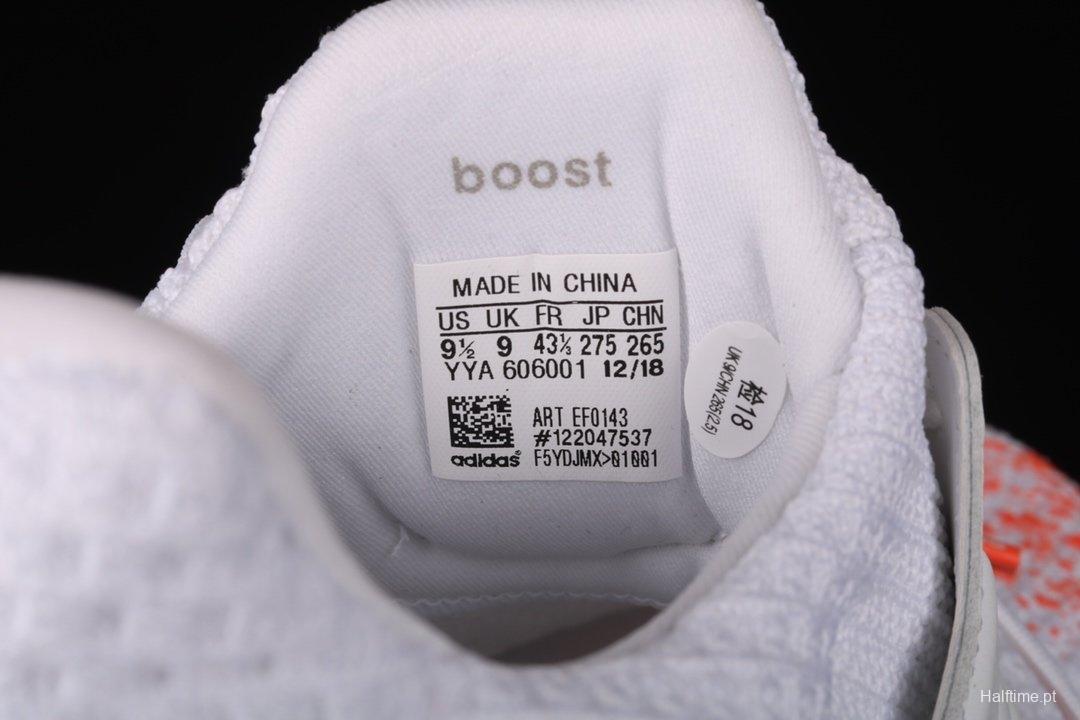 boost
MADE IN CHINA
US UK FR JP CHN
9½ 9 43⅓ 275 265
YYA 606001 12/18
ART EF0143
#122047537
adidas® F5YDJMX>01001
UK9/CHN265(2.5)
检18
Halftime.pt